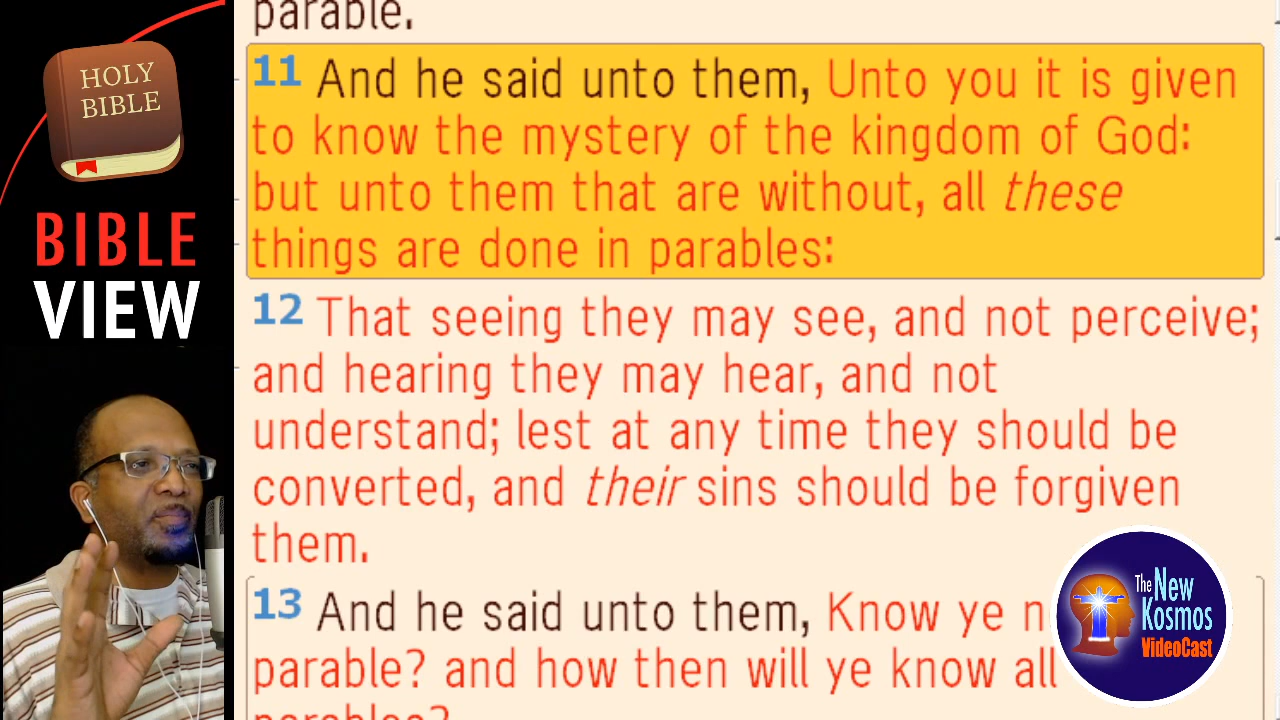 HOLY
BIBLE
BIBLE
VIEW
parable.
11 And he said unto them, Unto you it is given
to know the mystery of the kingdom of God:
but unto them that are without, all these
things are done in parables:
12 That seeing they may see, and not perceive;
and hearing they may hear, and not
understand; lest at any time they should be
converted, and their sins should be forgiven
them.
13 And he said unto them, Know ye
parable? and how then will ye know all
parables?
The New
Kosmos
VideoCast